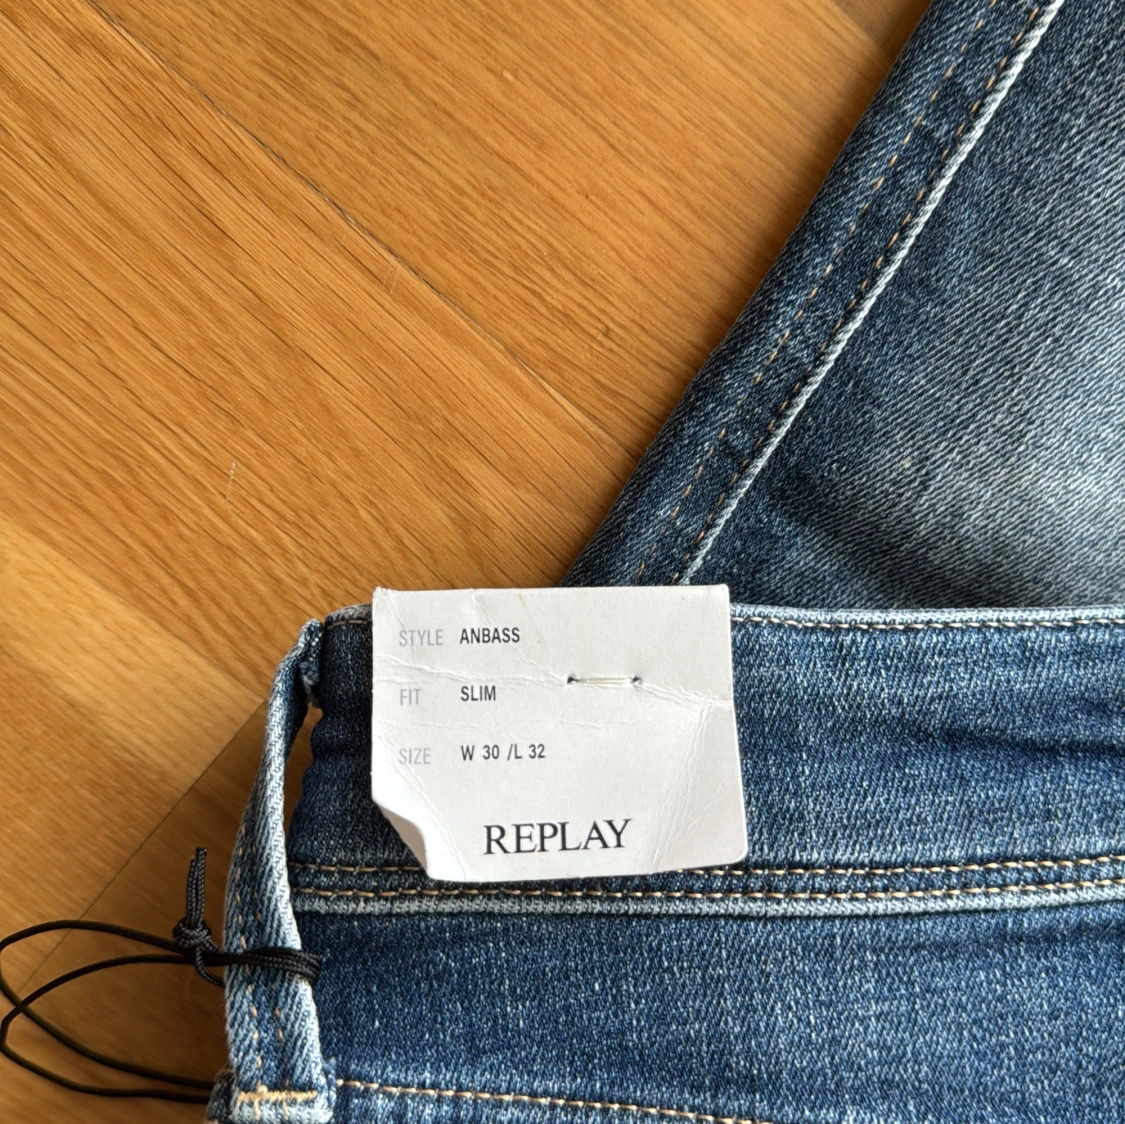 STYLE ANBASS
FIT SLIM
SIZE W 30 /L 32
REPLAY